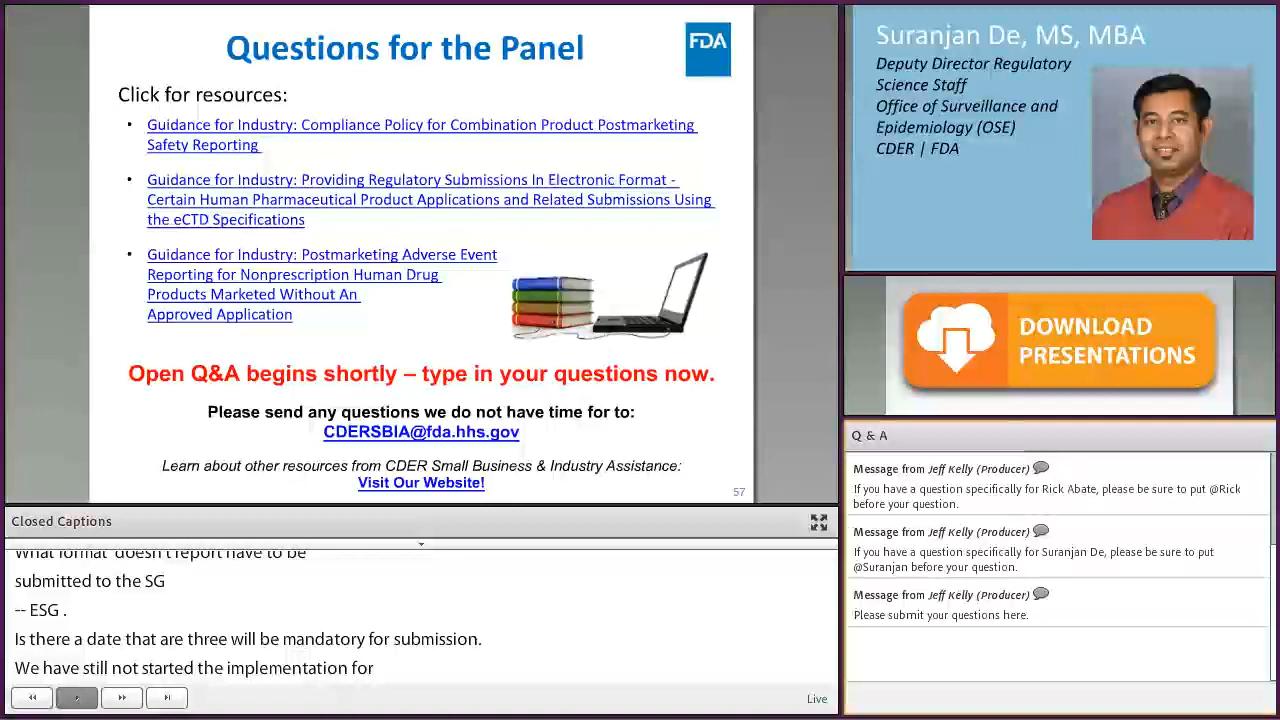 Questions for the Panel
FDA
Click for resources:
• Guidance for Industry: Compliance Policy for Combination Product Postmarketing
Safety Reporting
• Guidance for Industry: Providing Regulatory Submissions In Electronic Format -
Certain Human Pharmaceutical Product Applications and Related Submissions Using
the eCTD Specifications
• Guidance for Industry: Postmarketing Adverse Event
Reporting for Nonprescription Human Drug
Products Marketed Without An
Approved Application
Open Q&A begins shortly – type in your questions now.
Please send any questions we do not have time for to:
CDERSBIA@fda.hhs.gov
Learn about other resources from CDER Small Business & Industry Assistance:
Visit Our Website!
57
Closed Captions
What format doesn't report have to be
submitted to the SG
-- ESG .
Is there a date that are three will be mandatory for submission.
We have still not started the implementation for
Live
Suranjan De, MS, MBA
Deputy Director Regulatory
Science Staff
Office of Surveillance and
Epidemiology (OSE)
CDER | FDA
DOWNLOAD
PRESENTATIONS
Q & A
Message from Jeff Kelly (Producer)
If you have a question specifically for Rick Abate, please be sure to put @Rick
before your question.
Message from Jeff Kelly (Producer)
If you have a question specifically for Suranjan De, please be sure to put
@Suranjan before your question.
Message from Jeff Kelly (Producer)
Please submit your questions here.